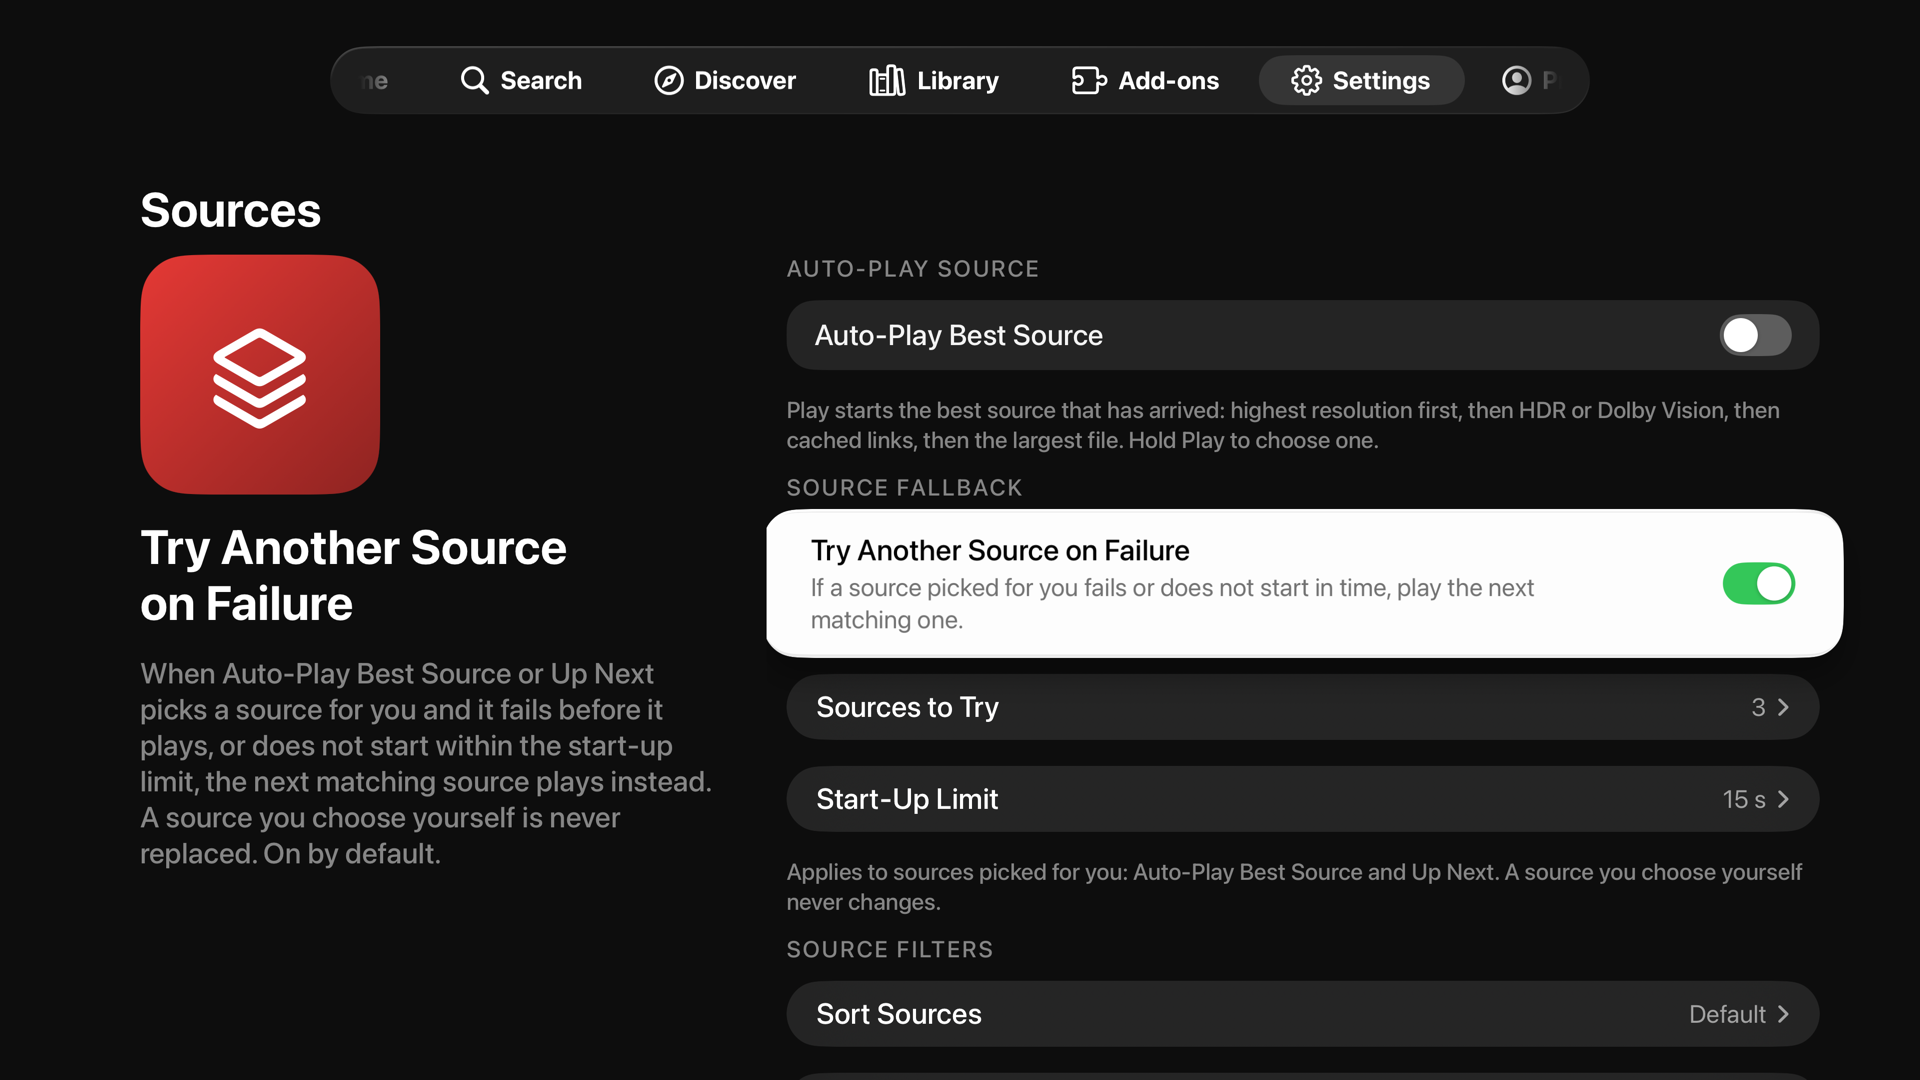 Search
Discover
Library
Add-ons
Settings
Sources
Try Another Source
on Failure
When Auto-Play Best Source or Up Next
picks a source for you and it fails before it
plays, or does not start within the start-up
limit, the next matching source plays instead.
A source you choose yourself is never
replaced. On by default.
AUTO-PLAY SOURCE
Auto-Play Best Source
Play starts the best source that has arrived: highest resolution first, then HDR or Dolby Vision, then
cached links, then the largest file. Hold Play to choose one.
SOURCE FALLBACK
Try Another Source on Failure
If a source picked for you fails or does not start in time, play the next
matching one.
Sources to Try
3
Start-Up Limit
15 s
Applies to sources picked for you: Auto-Play Best Source and Up Next. A source you choose yourself
never changes.
SOURCE FILTERS
Sort Sources
Default